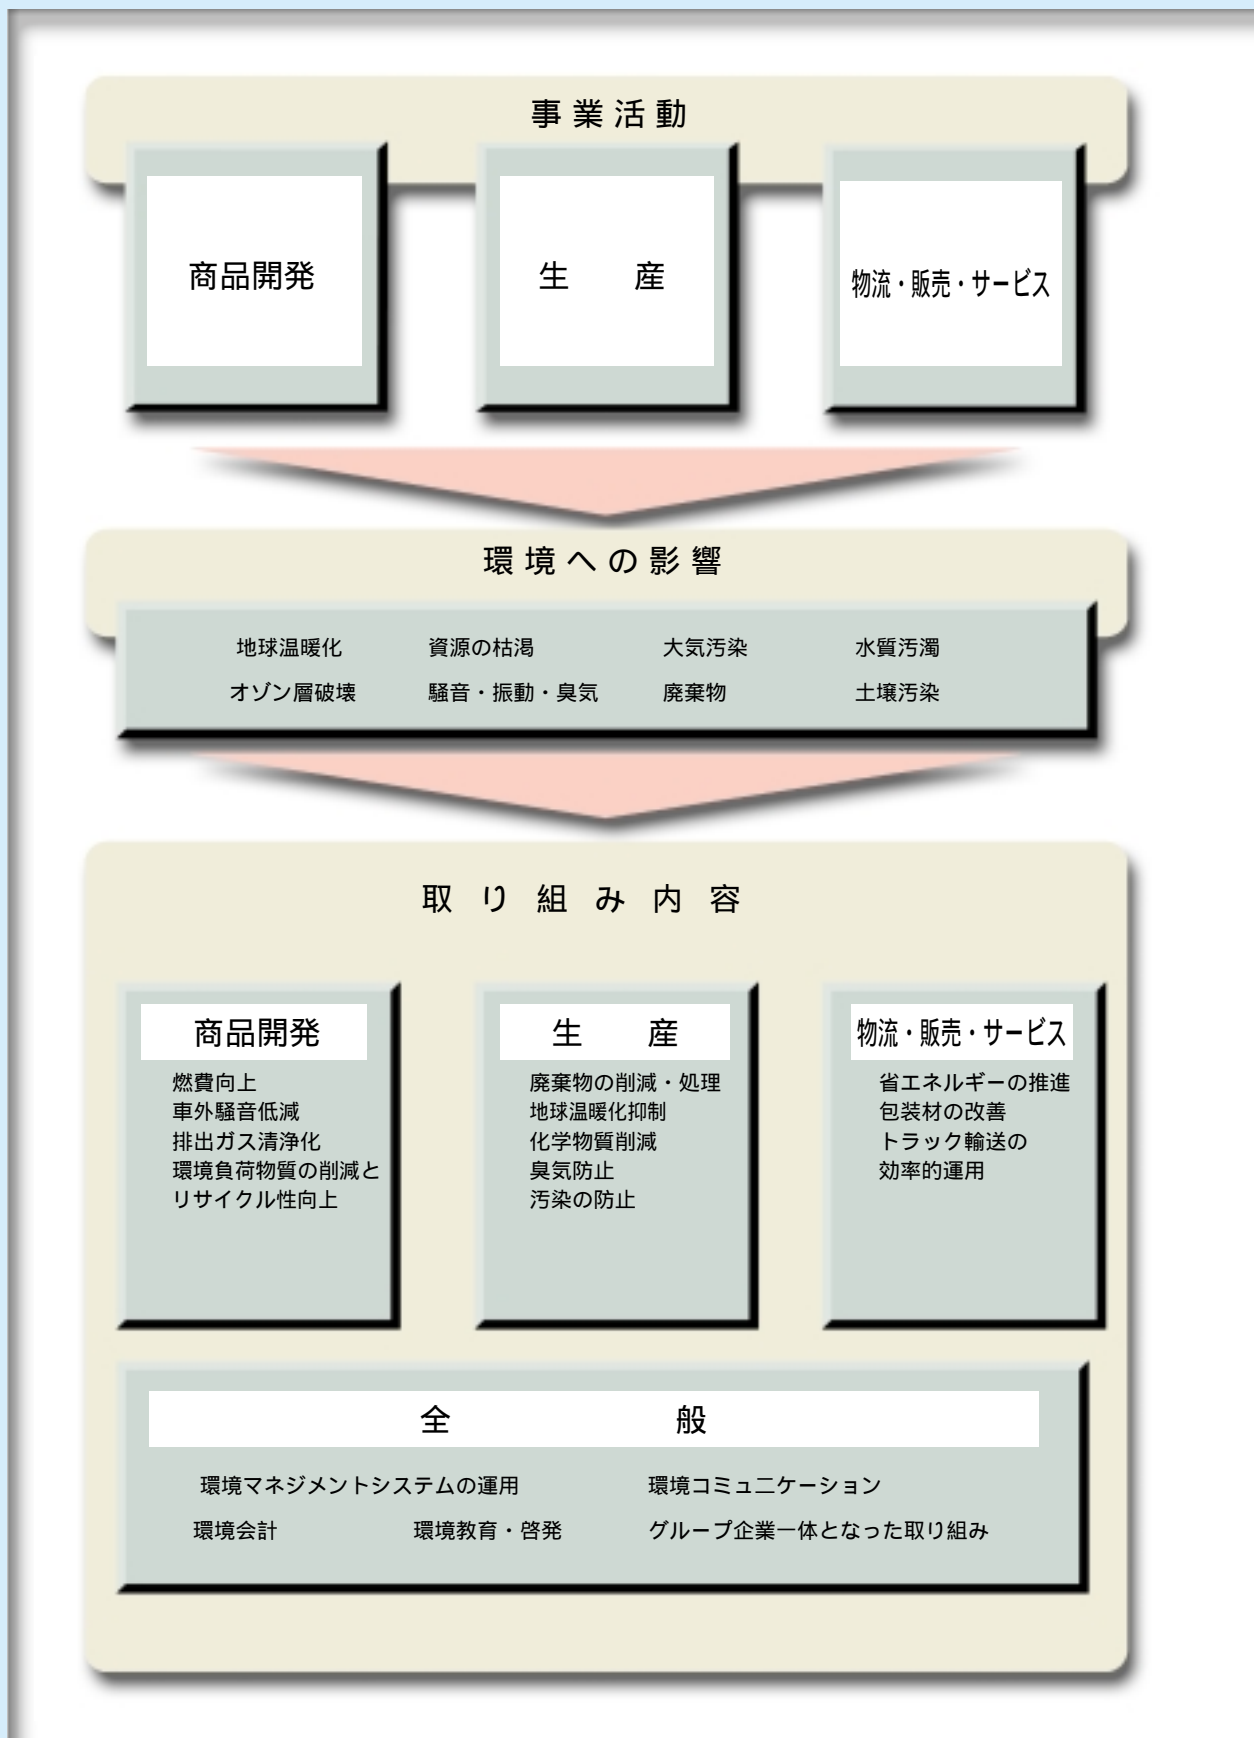 事業活動
商品開発
生　産
物流・販売・サービス
環境への影響
地球温暖化　資源の枯渇　大気汚染　水質汚濁
オゾン層破壊　騒音・振動・臭気　廃棄物　土壌汚染
取り組み内容
商品開発
燃費向上
車外騒音低減
排出ガス清浄化
環境負荷物質の削減と
リサイクル性向上
生　産
廃棄物の削減・処理
地球温暖化抑制
化学物質削減
臭気防止
汚染の防止
物流・販売・サービス
省エネルギーの推進
包装材の改善
トラック輸送の
効率的運用
全　般
環境マネジメントシステムの運用　環境コミュニケーション
環境会計　環境教育・啓発　グループ企業一体となった取り組み